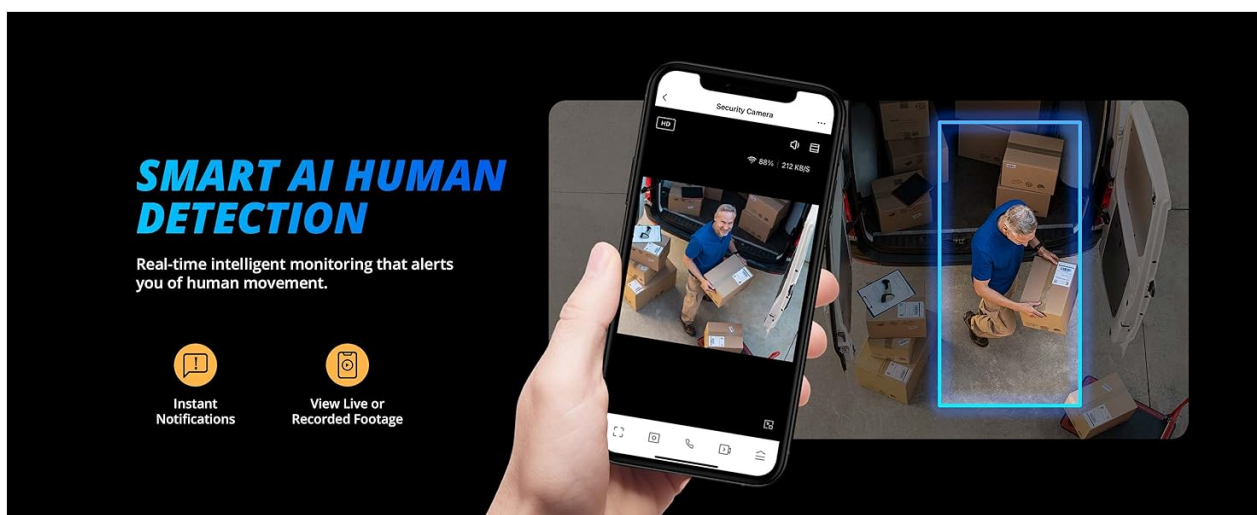 SMART AI HUMAN
DETECTION
Real-time intelligent monitoring that alerts
you of human movement.
Instant
Notifications
View Live or
Recorded Footage
Security Camera
HD
88% | 212 KB/S